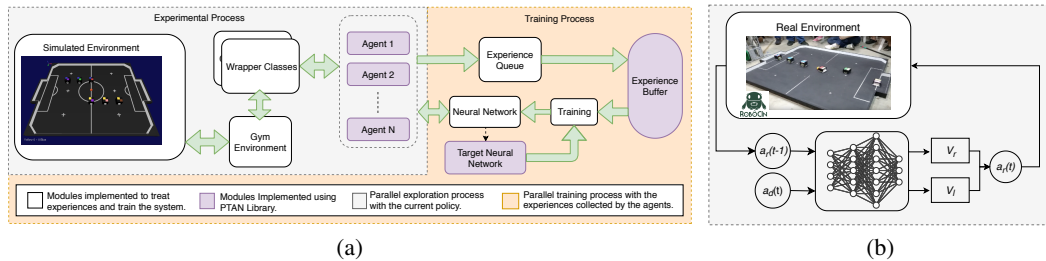 Experimental Process
Training Process
Simulated Environment
Wrapper Classes
Gym
Environment
Agent 1
Agent 2
Agent N
Experience
Queue
Experience
Buffer
Neural Network
Training
Target Neural
Network
Modules implemented to treat
experiences and train the system.
Modules Implemented using
PTAN Library.
Parallel exploration process
with the current policy.
Parallel training process with the
experiences collected by the agents.
(a)
Real Environment
ROBOCIN
a_r(t-1)
a_d(t)
V_r
V_l
a_r(t)
(b)